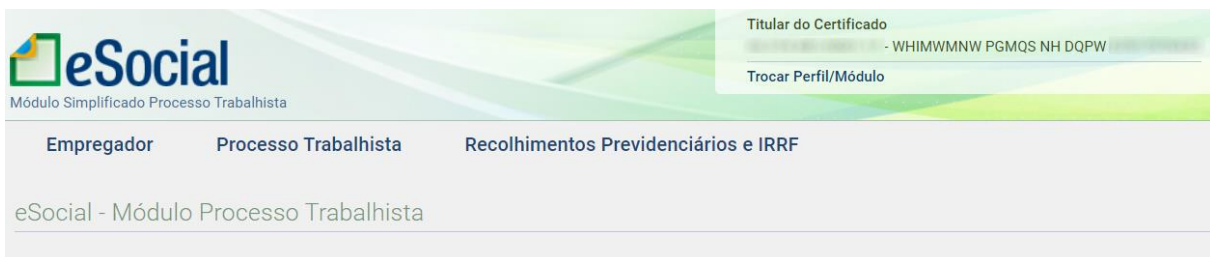 eSocial
Módulo Simplificado Processo Trabalhista
Titular do Certificado
- WHIMWMNW PGMQS NH DQPW
Trocar Perfil/Módulo
Empregador Processo Trabalhista Recolhimentos Previdenciários e IRRF
eSocial - Módulo Processo Trabalhista